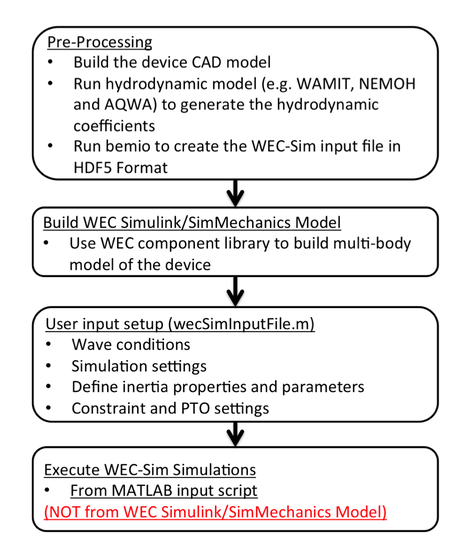 Pre-Processing
• Build the device CAD model
• Run hydrodynamic model (e.g. WAMIT, NEMOH
and AQWA) to generate the hydrodynamic
coefficients
• Run bemio to create the WEC-Sim input file in
HDF5 Format
Build WEC Simulink/SimMechanics Model
• Use WEC component library to build multi-body
model of the device
User input setup (wecSimInputFile.m)
• Wave conditions
• Simulation settings
• Define inertia properties and parameters
• Constraint and PTO settings
Execute WEC-Sim Simulations
• From MATLAB input script
(NOT from WEC Simulink/SimMechanics Model)